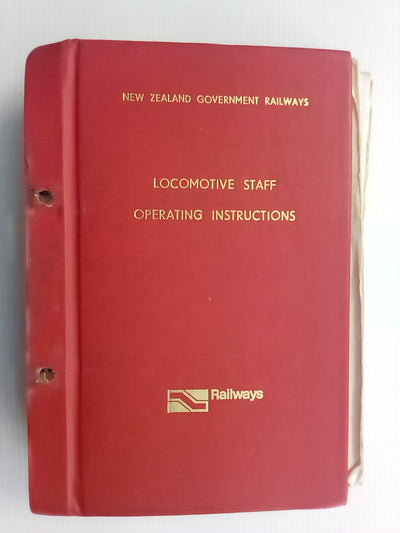 NEW ZEALAND GOVERNMENT RAILWAYS
LOCOMOTIVE STAFF
OPERATING INSTRUCTIONS
Railways